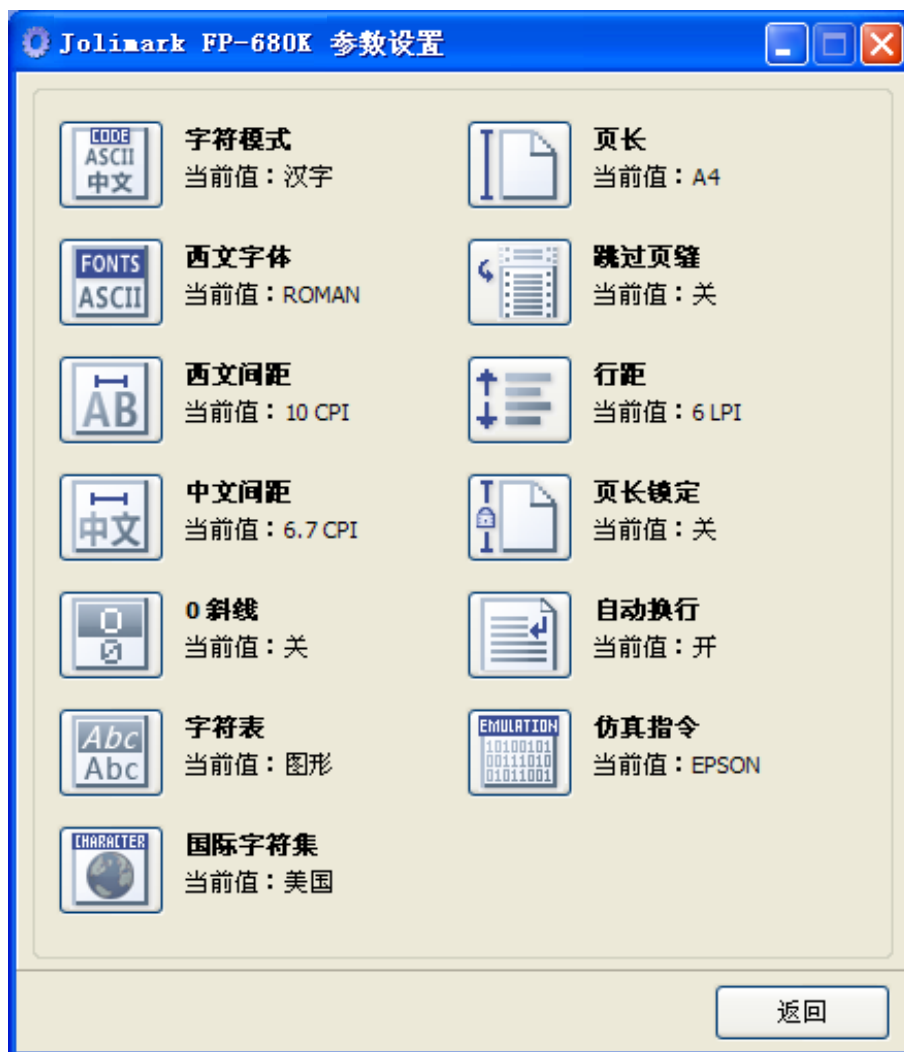 Jolimark FP-680K 参数设置
CODE
ASCII
中文
字符模式
当前值：汉字
页长
当前值：A4
FONTS
ASCII
西文字体
当前值：ROMAN
跳过页缝
当前值：关
AB
西文间距
当前值：10 CPI
行距
当前值：6 LPI
中文
中文间距
当前值：6.7 CPI
页长镜定
当前值：关
0
0
0 斜线
当前值：关
自动换行
当前值：开
Abc
Abc
字符表
当前值：图形
EMULATION
10100101
00111010
01011001
仿真指令
当前值：EPSON
CHARACTER
国际字符集
当前值：美国
返回